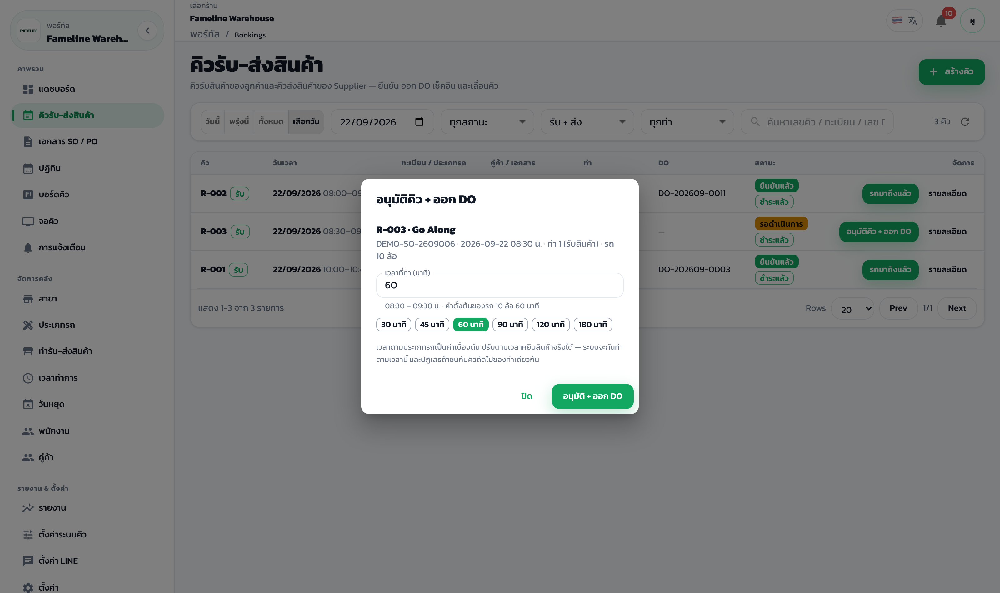 FAMELINE
พอร์ทัล
Fameline Wareh...
ภาพรวม
แดชบอร์ด
คิวรับ-ส่งสินค้า
เอกสาร SO / PO
ปฏิทิน
บอร์ดคิว
จอคิว
การแจ้งเตือน
จัดการคลัง
สาขา
ประเภทรถ
ท่ารับ-ส่งสินค้า
เวลาทำการ
วันหยุด
พนักงาน
คู่ค้า
รายงาน & ตั้งค่า
รายงาน
ตั้งค่าระบบคิว
ตั้งค่า LINE
ตั้งค่า
เลือกร้าน
Fameline Warehouse
พอร์ทัล / Bookings
10
ผู
คิวรับ-ส่งสินค้า
คิวรับสินค้าของลูกค้าและคิวส่งสินค้าของ Supplier — ยืนยัน ออก DO เช็คอิน และเลื่อนคิว
+ สร้างคิว
วันนี้ พรุ่งนี้ ทั้งหมด เลือกวัน 22/09/2026 ทุกสถานะ รับ + ส่ง ทุกท่า ค้นหาเลขคิว / ทะเบียน / เลข 3 คิว
คิว วันเวลา ทะเบียน / ประเภทรถ คู่ค้า / เอกสาร ท่า DO สถานะ จัดการ
R-002 รับ 22/09/2026 08:00–09 DO-202609-0011 ยืนยันแล้ว ชำระแล้ว รถมาถึงแล้ว รายละเอียด
R-003 รับ 22/09/2026 08:30–09 — รอดำเนินการ ชำระแล้ว อนุมัติคิว + ออก DO รายละเอียด
R-001 รับ 22/09/2026 10:00–10:4 DO-202609-0003 ยืนยันแล้ว ชำระแล้ว รถมาถึงแล้ว รายละเอียด
แสดง 1-3 จาก 3 รายการ Rows 20 Prev 1/1 Next
อนุมัติคิว + ออก DO
R-003 · Go Along
DEMO-SO-2609006 · 2026-09-22 08:30 น. · ท่า 1 (รับสินค้า) · รถ
10 ล้อ
เวลาที่ท่า (นาที)
60
08:30 – 09:30 น. · ค่าตั้งต้นของรถ 10 ล้อ 60 นาที
30 นาที 45 นาที 60 นาที 90 นาที 120 นาที 180 นาที
เวลาตามประเภทรถเป็นค่าเบื้องต้น ปรับตามเวลาหยิบสินค้าจริงได้ — ระบบจะกันท่า
ตามเวลานี้ และปฏิเสธถ้าชนกับคิวถัดไปของท่าเดียวกัน
ปิด อนุมัติ + ออก DO